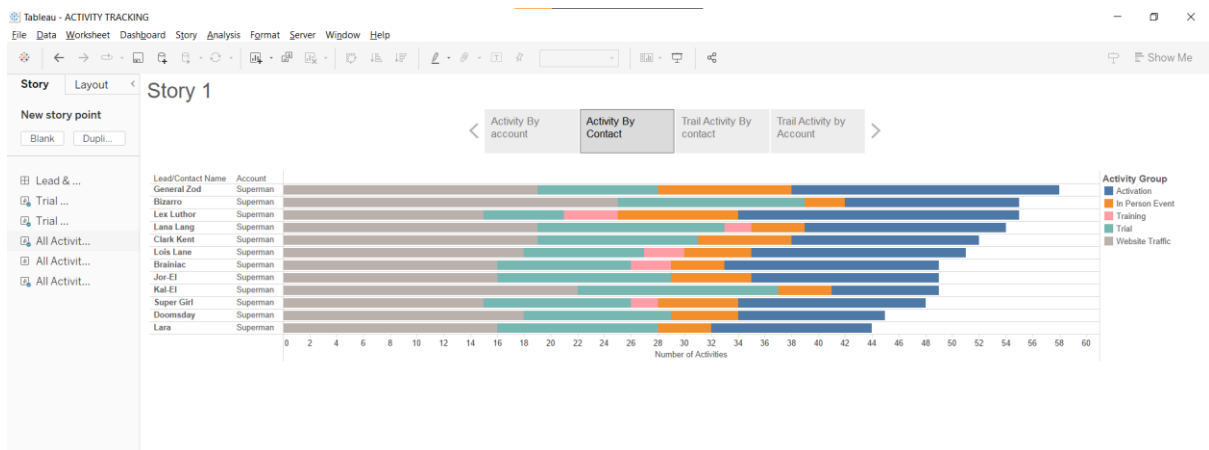 Tableau - ACTIVITY TRACKING
File Data Worksheet Dashboard Story Analysis Format Server Window Help
Show Me
Story Layout
New story point
Blank Dupli...
Lead & ...
Trial ...
Trial ...
All Activit...
All Activit...
All Activit...
Story 1
Activity By account
Activity By Contact
Trail Activity By contact
Trail Activity by Account
Lead/Contact Name Account
General Zod Superman
Bizarro Superman
Lex Luthor Superman
Lana Lang Superman
Clark Kent Superman
Lois Lane Superman
Brainiac Superman
Jor-El Superman
Kal-El Superman
Super Girl Superman
Doomsday Superman
Lara Superman
0 2 4 6 8 10 12 14 16 18 20 22 24 26 28 30 32 34 36 38 40 42 44 46 48 50 52 54 56 58 60
Number of Activities
Activity Group
Activation
In Person Event
Training
Trial
Website Traffic